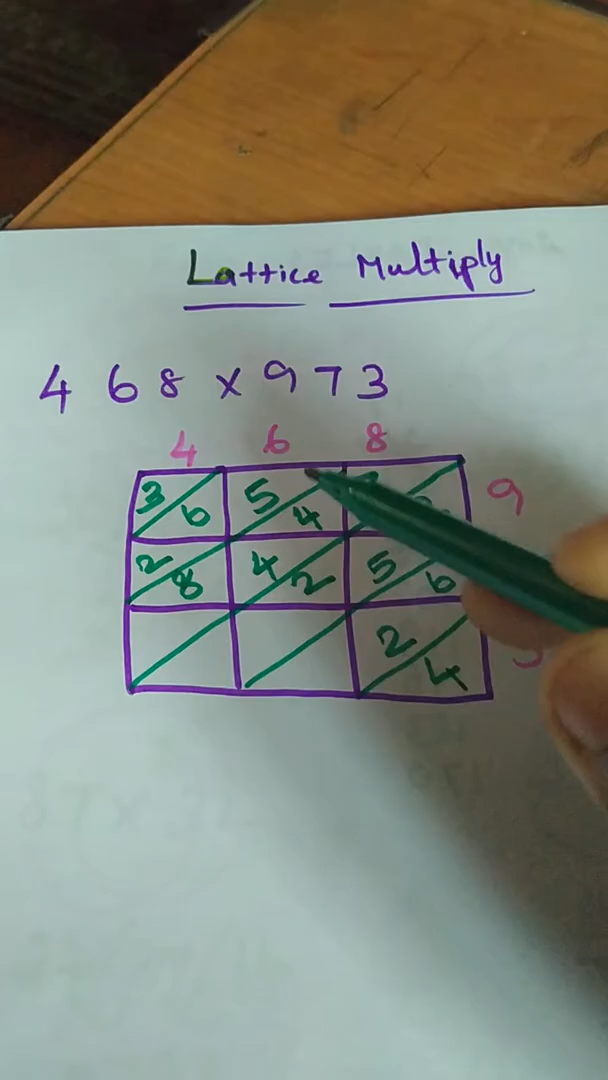 Lattice Multiply
4 6 8 x 9 7 3
4 6 8
3 6 5 4 9
2 8 4 2 5 6
2 4